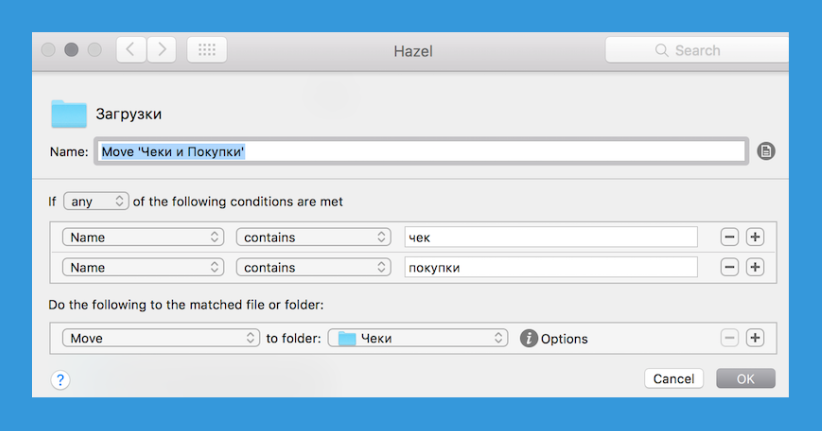 Hazel
Search
Загрузки
Name: Move 'Чеки и Покупки'
If any of the following conditions are met
Name contains чек
Name contains покупки
Do the following to the matched file or folder:
Move to folder: Чеки i Options
? Cancel OK